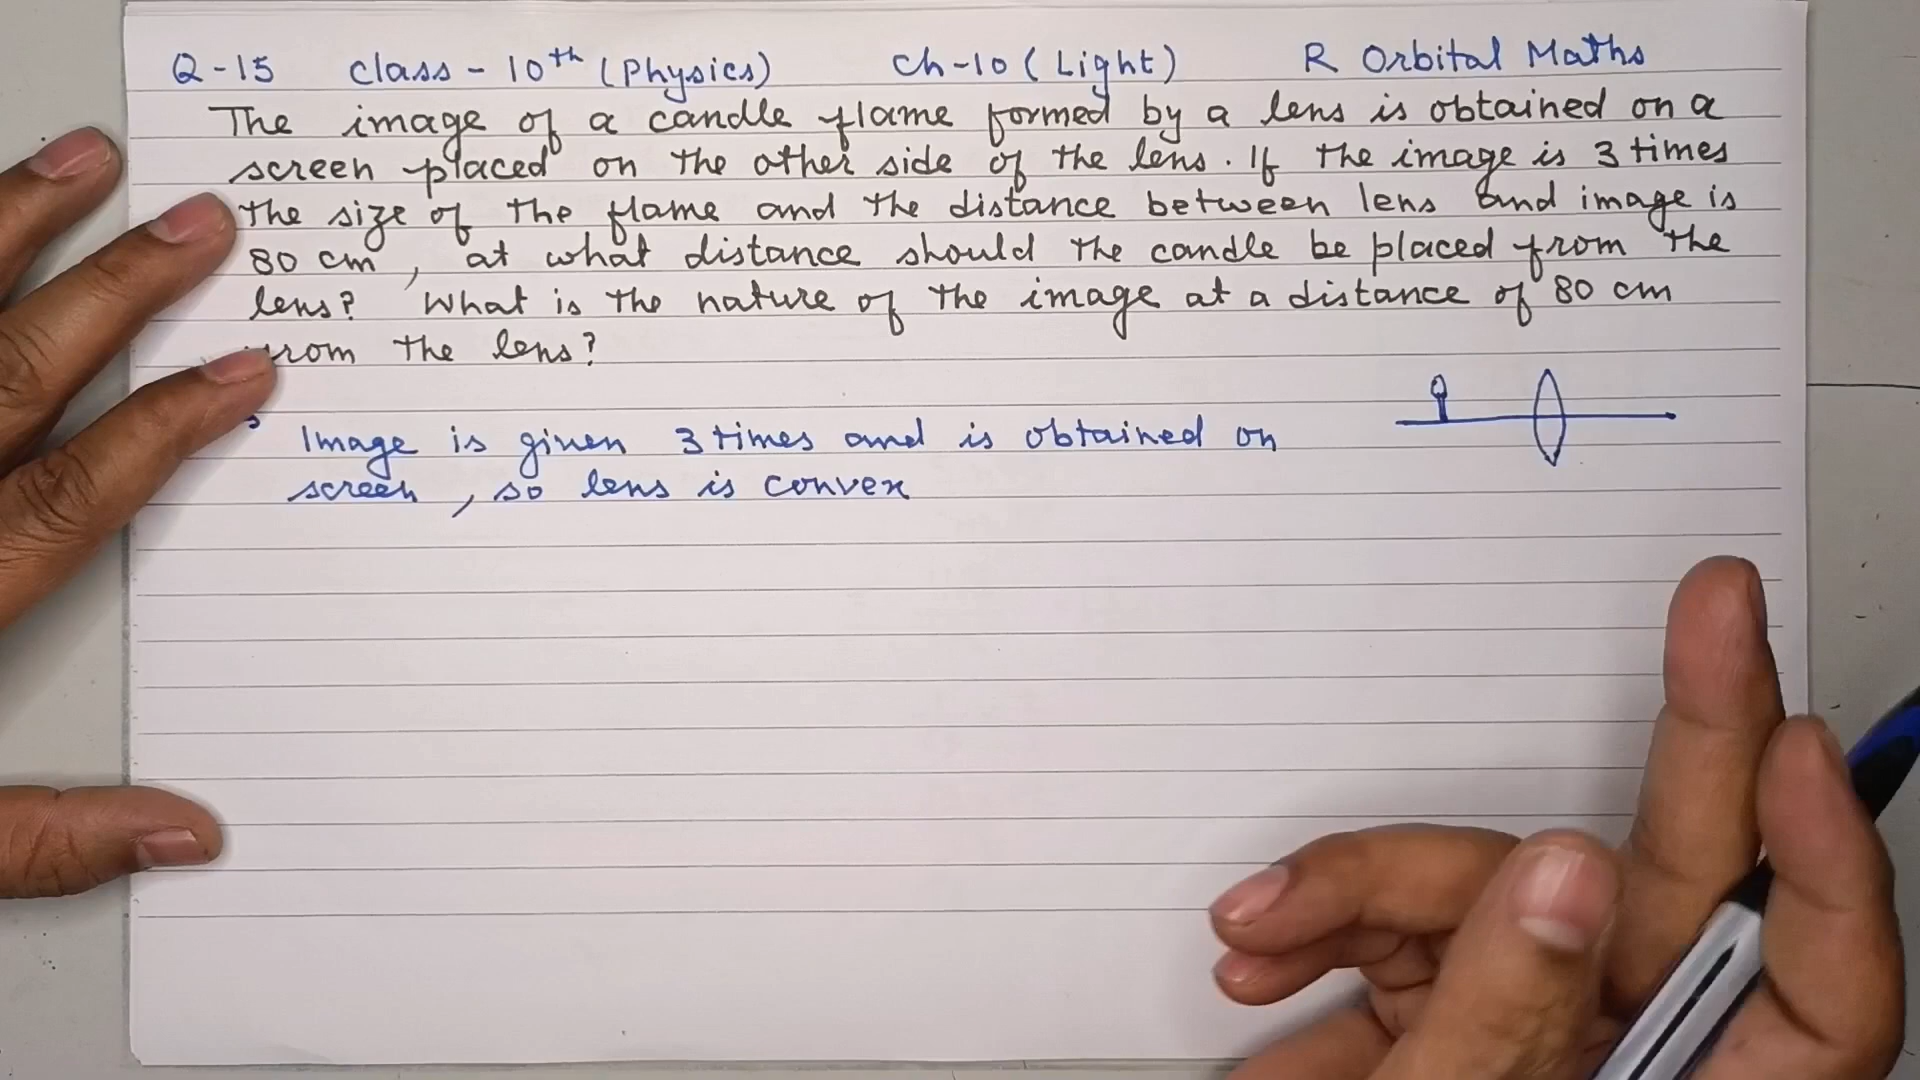 Q-15 class-10th (Physics) Ch-10 (Light) R Orbital Maths
The image of a candle flame formed by a lens is obtained on a
screen placed on the other side of the lens. If the image is 3 times
the size of the flame and the distance between lens and image is
80 cm, at what distance should the candle be placed from the
lens? What is the nature of the image at a distance of 80 cm
the lens?
Image is given 3 times and is obtained on
screen, so lens is convex